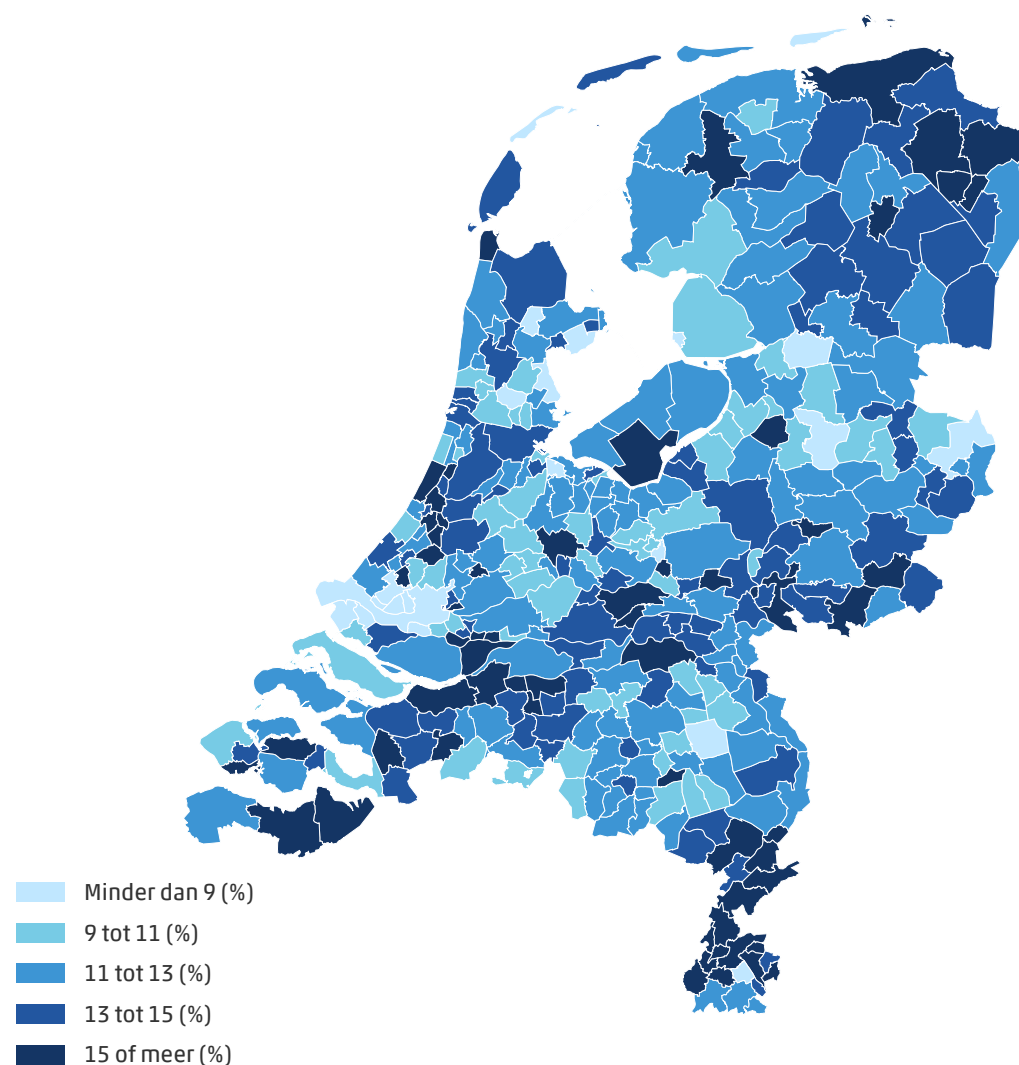 Minder dan 9 (%)
9 tot 11 (%)
11 tot 13 (%)
13 tot 15 (%)
15 of meer (%)